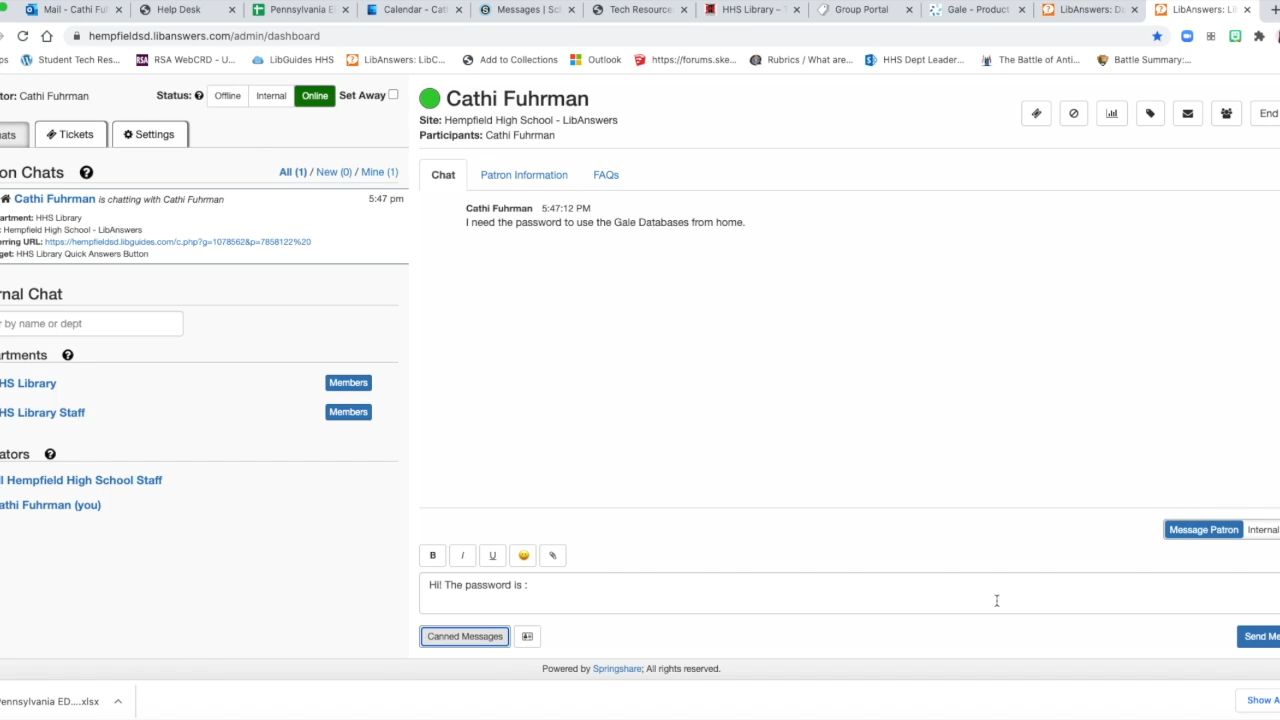 Mail - Cathi Fu
Help Desk
Pennsylvania E
Calendar - Cat
Messages | Sc
Tech Resource
HHS Library –
Group Portal
Gale - Product
LibAnswers: D
LibAnswers: Li
hempfieldsd.libanswers.com/admin/dashboard
ps
Student Tech Res...
RSA WebCRD - U...
LibGuides HHS
LibAnswers: LibC...
Add to Collections
Outlook
https://forums.ske...
Rubrics / What are...
HHS Dept Leader...
The Battle of Anti...
Battle Summary:...
tor: Cathi Fuhrman
Status:
Offline
Internal
Online
Set Away
ats
Tickets
Settings
on Chats
All (1) / New (0) / Mine (1)
Cathi Fuhrman is chatting with Cathi Fuhrman
5:47 pm
artment: HHS Library
: Hempfield High School - LibAnswers
erring URL: https://hempfieldsd.libguides.com/c.php?g=1078562&p=7858122%20
get: HHS Library Quick Answers Button
rnal Chat
r by name or dept
artments
HS Library
Members
HS Library Staff
Members
ators
l Hempfield High School Staff
athi Fuhrman (you)
Cathi Fuhrman
Site: Hempfield High School - LibAnswers
Participants: Cathi Fuhrman
End
Chat
Patron Information
FAQs
Cathi Fuhrman 5:47:12 PM
I need the password to use the Gale Databases from home.
Message Patron
Internal
B
I
U
Hi! The password is :
Canned Messages
Send Me
Powered by Springshare; All rights reserved.
Pennsylvania ED....xlsx
Show A